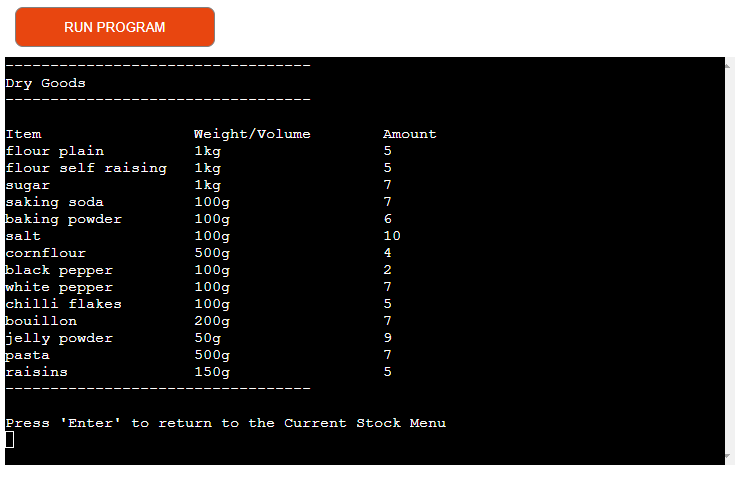 RUN PROGRAM
----------------------------------
Dry Goods
----------------------------------
Item Weight/Volume Amount
flour plain 1kg 5
flour self raising 1kg 5
sugar 1kg 7
saking soda 100g 7
baking powder 100g 6
salt 100g 10
cornflour 500g 4
black pepper 100g 2
white pepper 100g 7
chilli flakes 100g 5
bouillon 200g 7
jelly powder 50g 9
pasta 500g 7
raisins 150g 5
----------------------------------
Press 'Enter' to return to the Current Stock Menu